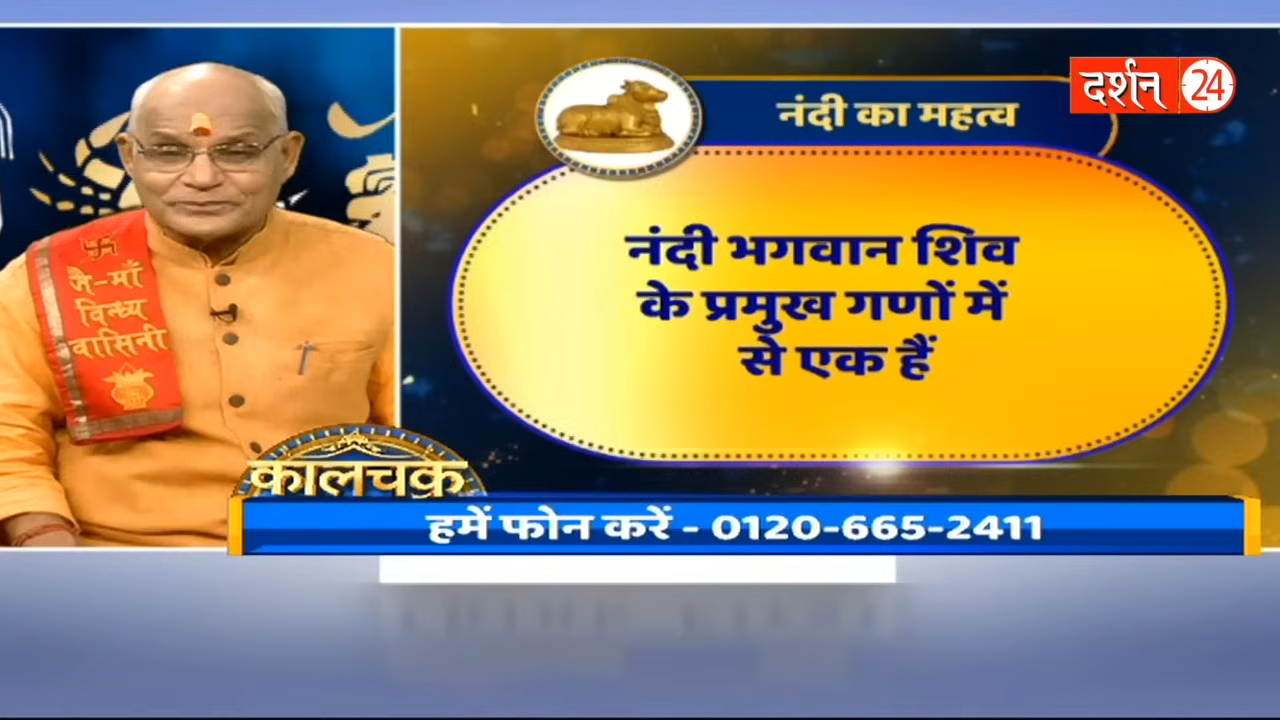 दर्शन 24
नंदी का महत्व
नंदी भगवान शिव
के प्रमुख गणों में
से एक हैं
जै-माँ
विन्ध्य
वासिनी
कालचक्र
हमें फोन करें - 0120-665-2411